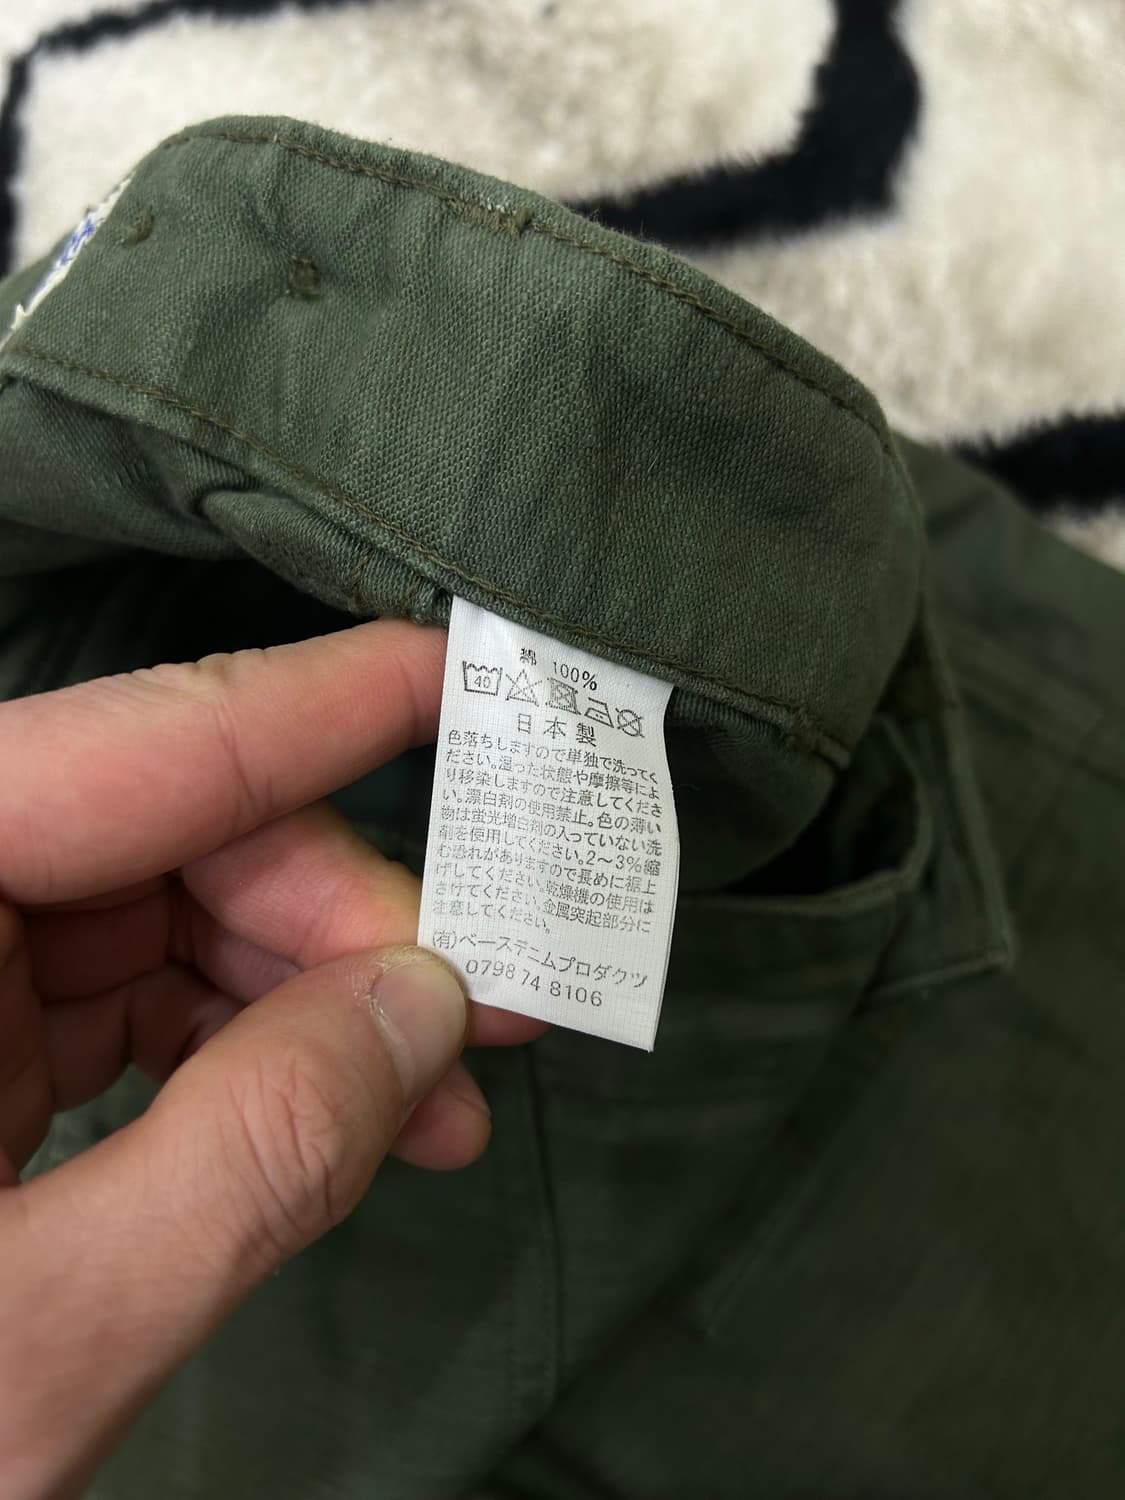 綿 100%
40
日本製
色落ちしますので単独で洗ってく
ださい。湿った状態や摩擦等によ
り移染しますので注意してくださ
い。漂白剤の使用禁止。色の薄い
物は蛍光増白剤の入っていない洗
剤を使用してください。2～3%縮
む恐れがありますので長めに裾上
げしてください。乾燥機の使用は
さけてください。金属突起部分に
注意してください。
(有)ベースデニムプロダクツ
0798 74 8106